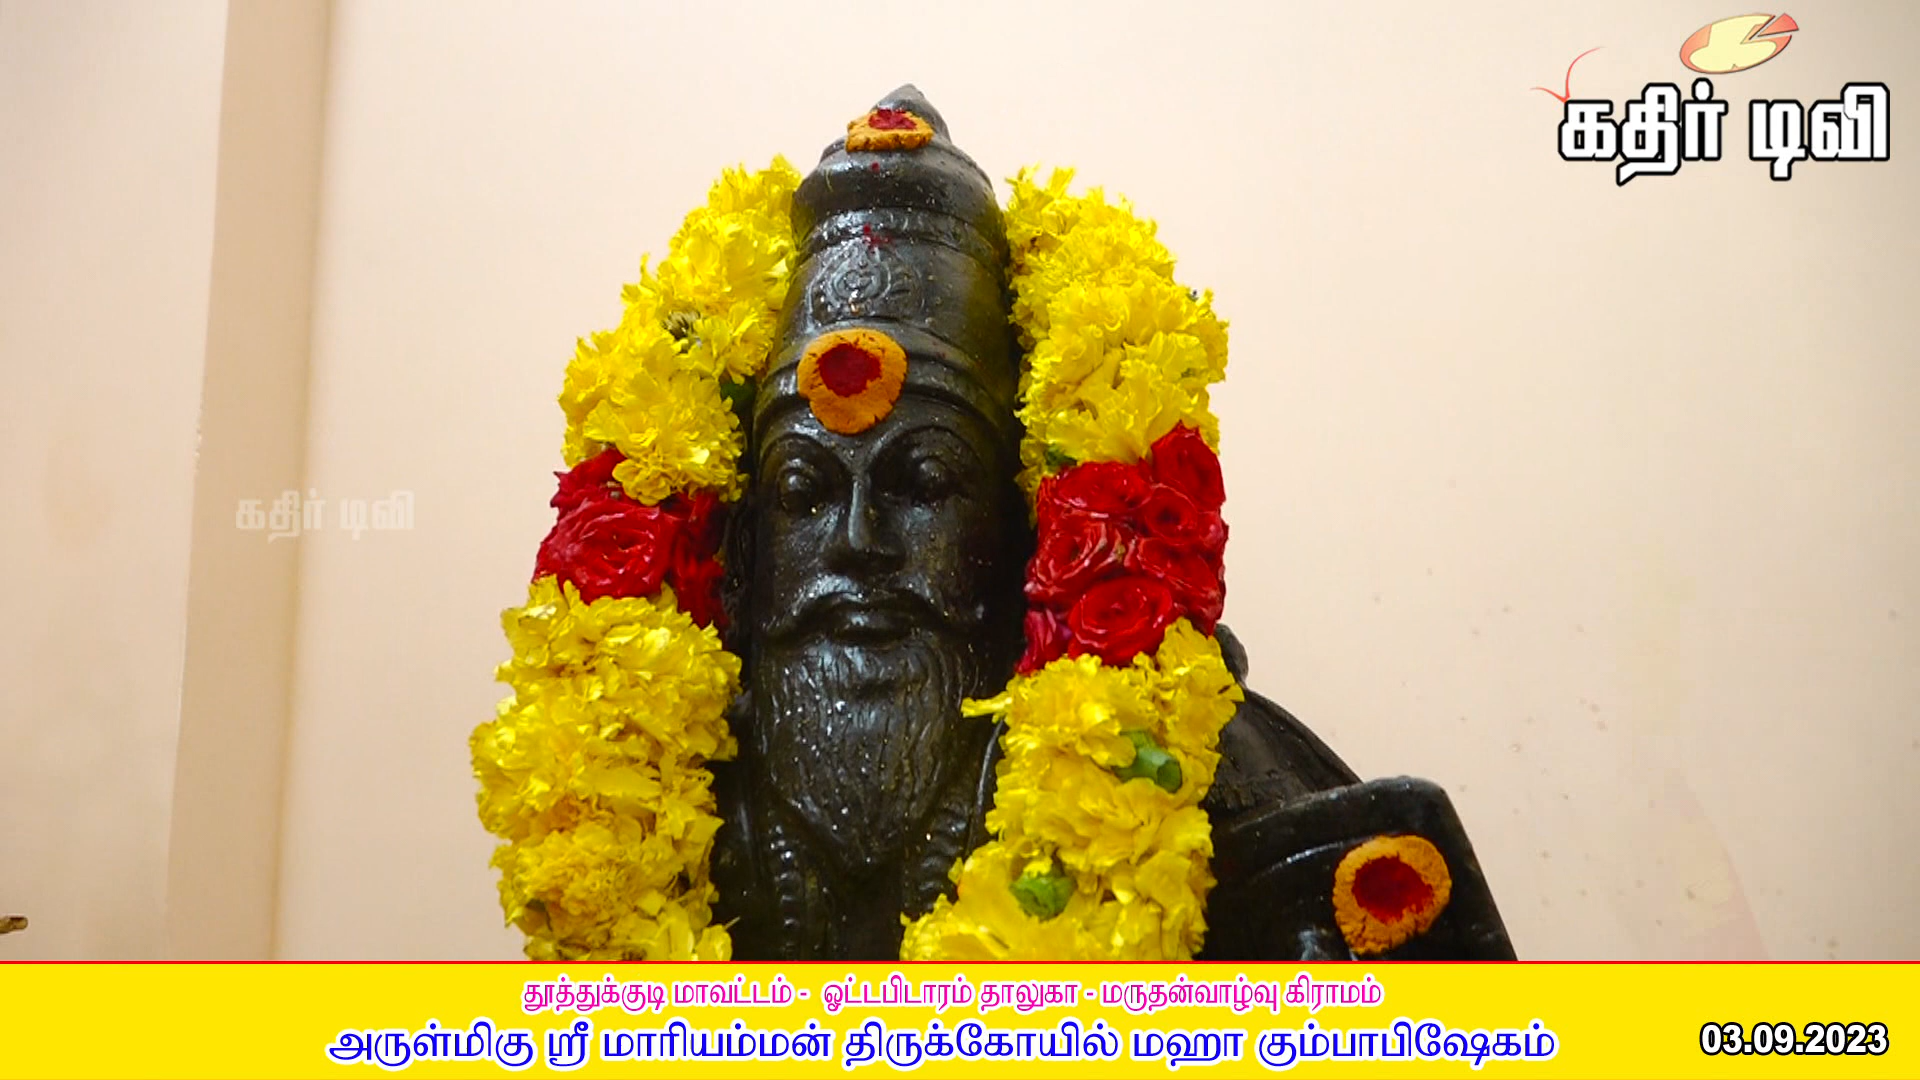 கதிர் டிவி
கதிர் டிவி
தூத்துக்குடி மாவட்டம் - ஓட்டபிடாரம் தாலுகா - மருதன்வாழ்வு கிராமம்
அருள்மிகு ஸ்ரீ மாரியம்மன் திருக்கோயில் மஹா கும்பாபிஷேகம்
03.09.2023